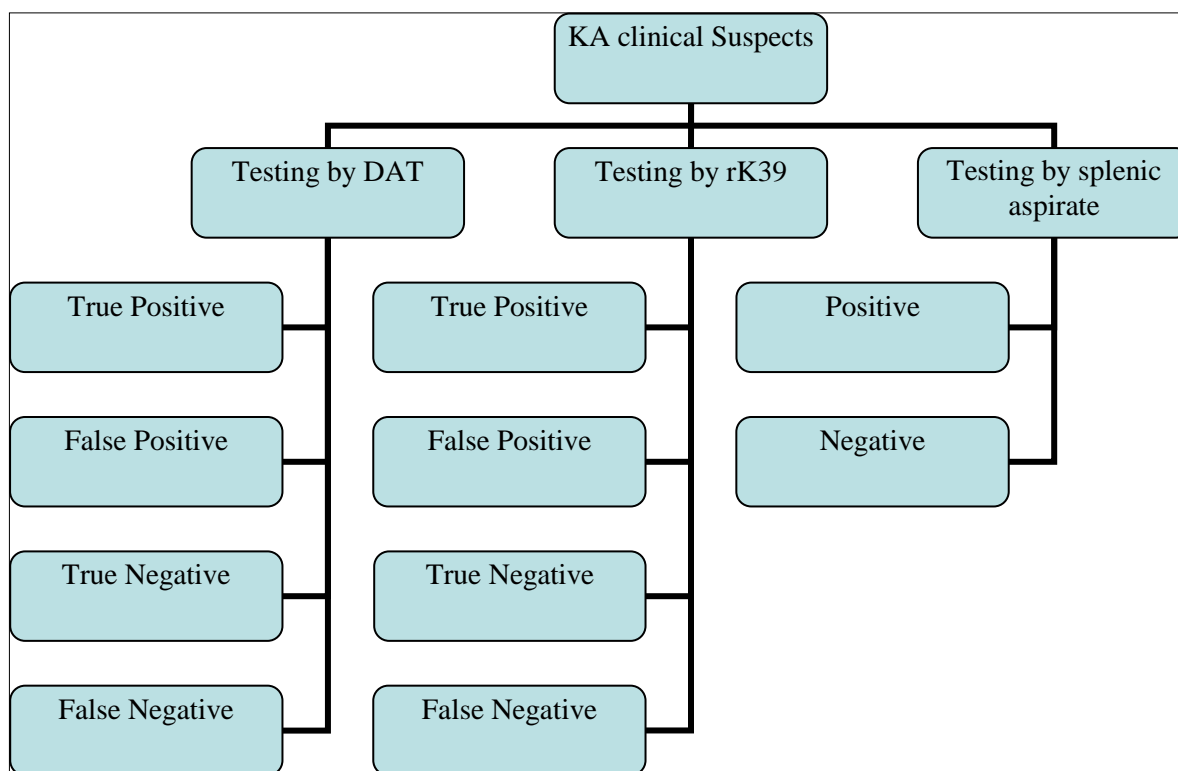 KA clinical Suspects
Testing by DAT
Testing by rK39
Testing by splenic
aspirate
True Positive
True Positive
Positive
False Positive
False Positive
Negative
True Negative
True Negative
False Negative
False Negative